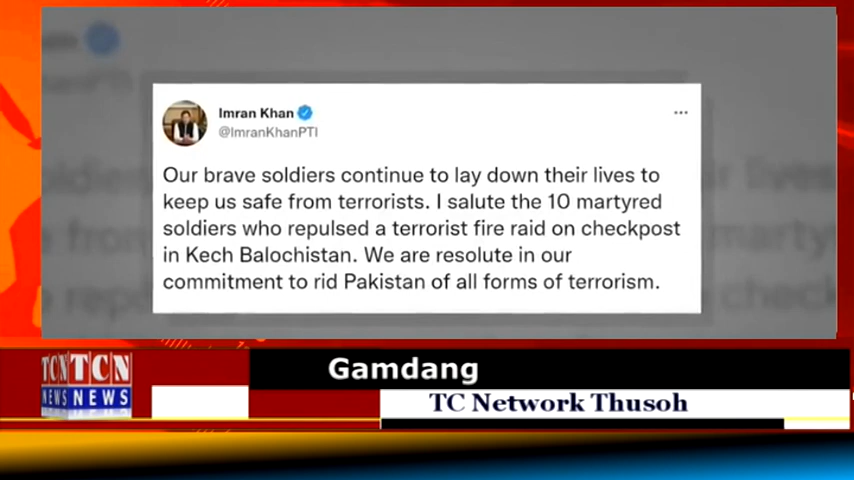 Imran Khan
@ImranKhanPTI
Our brave soldiers continue to lay down their lives to
keep us safe from terrorists. I salute the 10 martyred
soldiers who repulsed a terrorist fire raid on checkpost
in Kech Balochistan. We are resolute in our
commitment to rid Pakistan of all forms of terrorism.
TCN TCN
NEWS NEWS
Gamdang
TC Network Thusoh